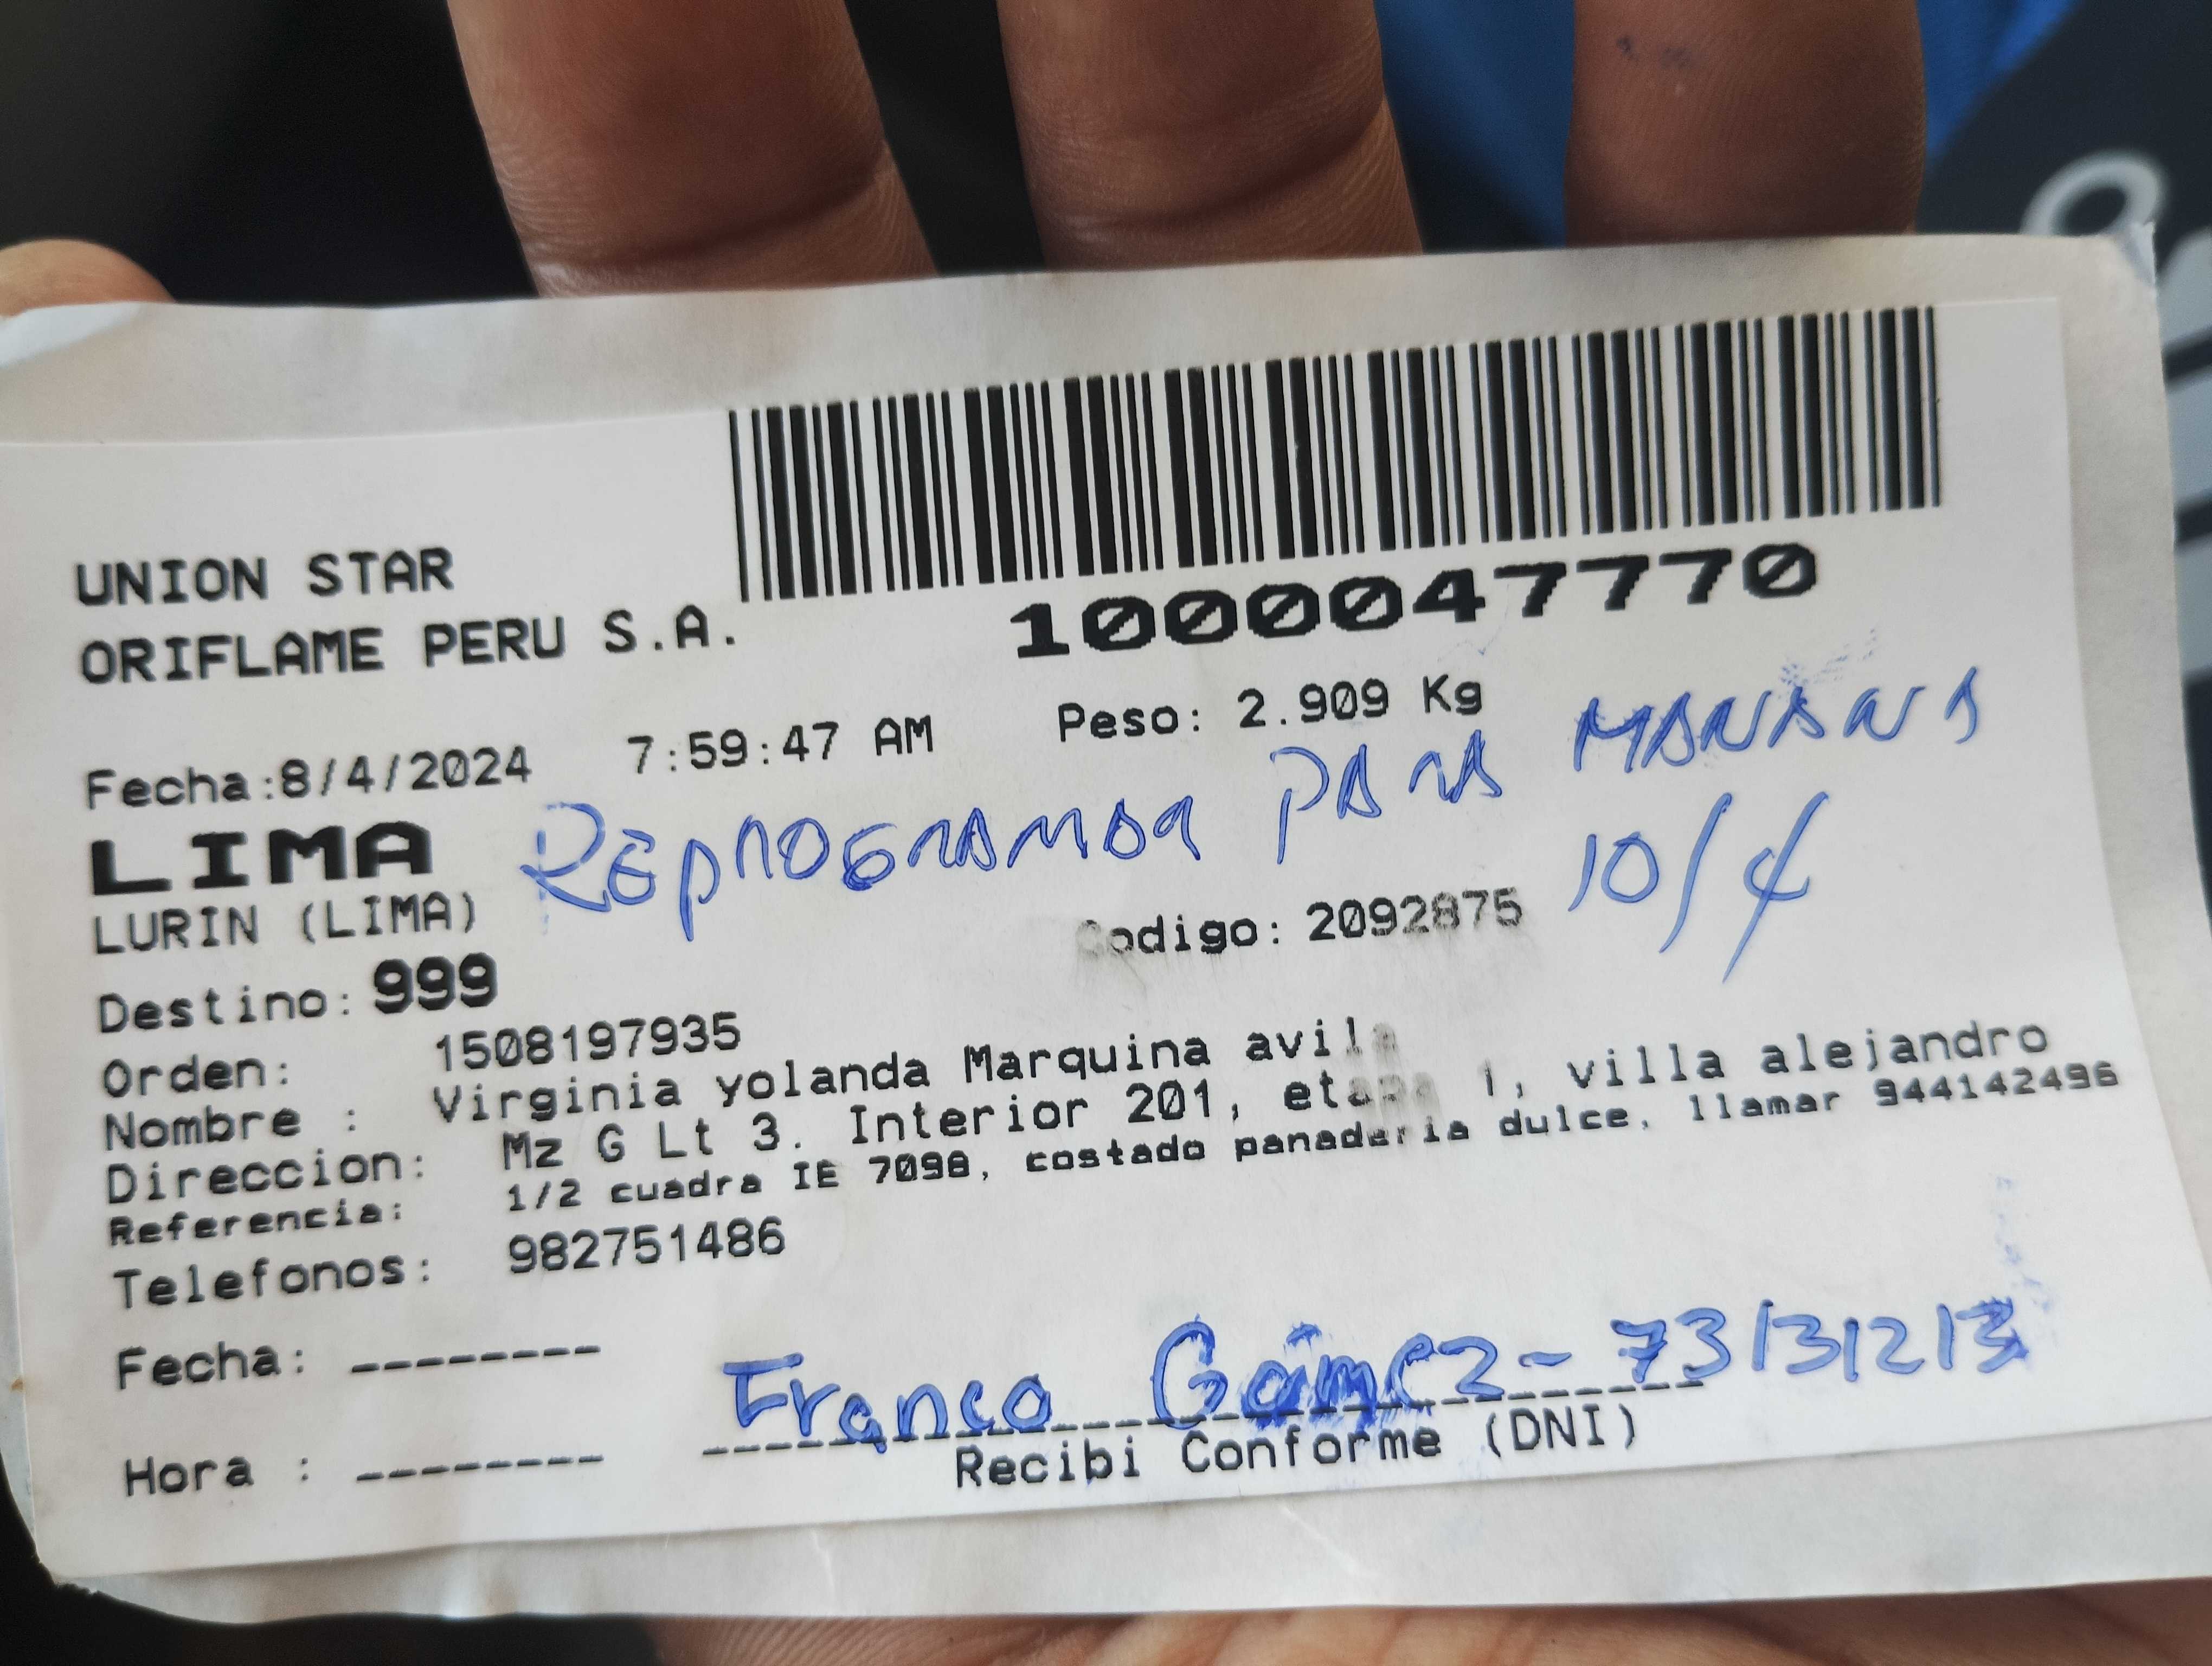 UNION STAR
ORIFLAME PERU S.A.
1000047770
Fecha:8/4/2024 7:59:47 AM Peso: 2.909 Kg
LIMA
REPROGRAMDA PARA MANANA
10/4
LURIN (LIMA)
Codigo: 2092875
Destino: 999
Orden: 1508197935
Nombre : Virginia yolanda Marquina avila
Direccion: Mz G Lt 3. Interior 201, etapa 1, villa alejandro
Referencia: 1/2 cuadra IE 7098, costado panaderia dulce, llamar 944142496
Telefonos: 982751486
Fecha: --------
Franco Gómez - 73131213
Hora : --------
Recibi Conforme (DNI)